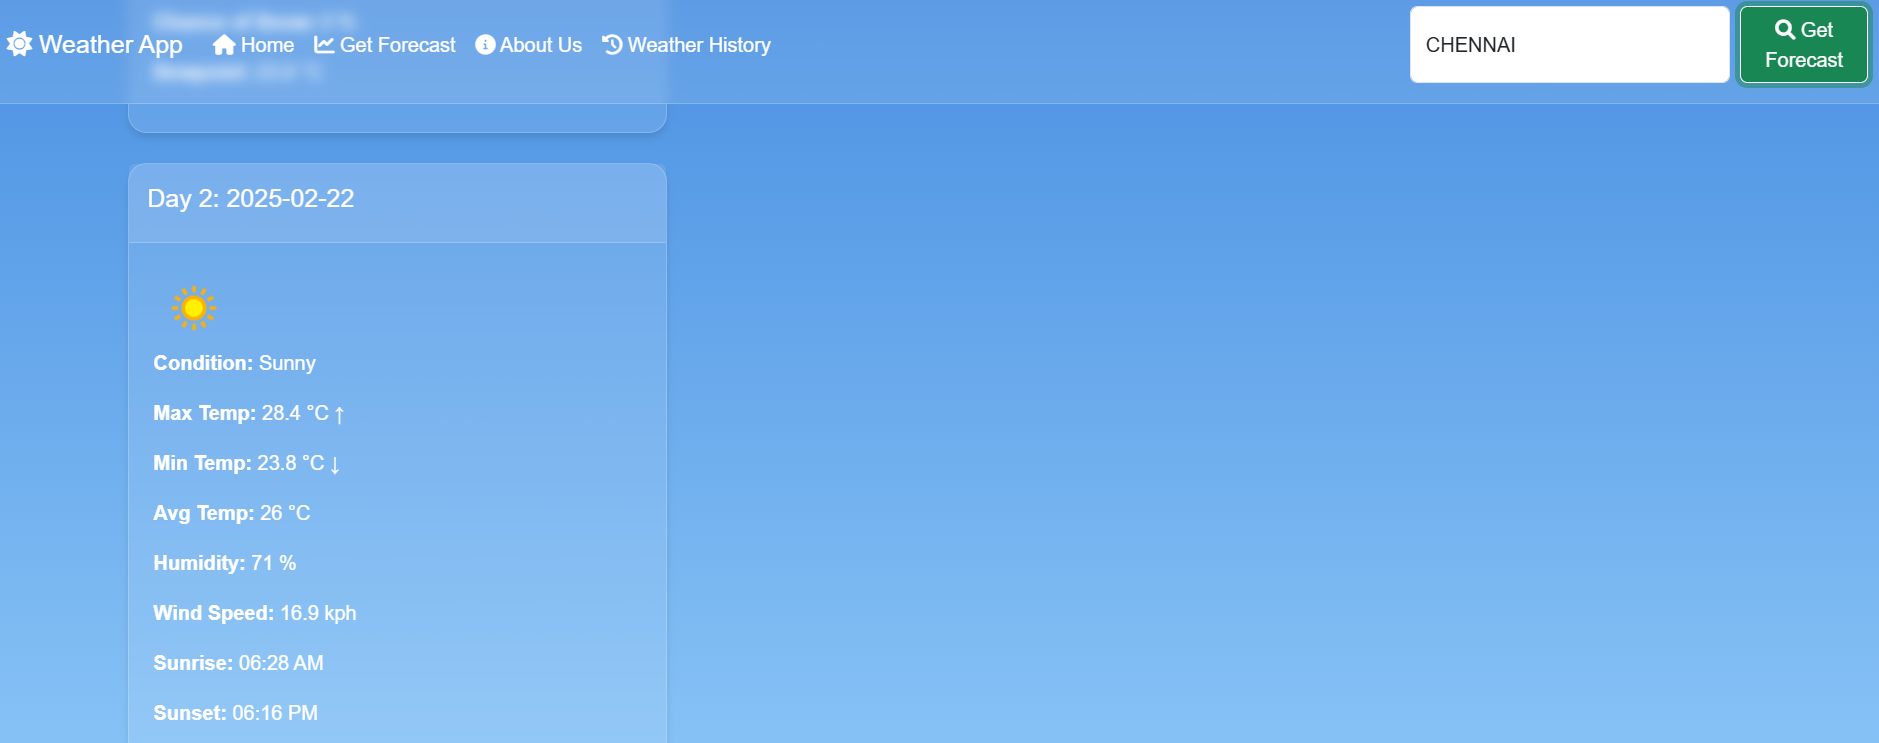 Weather App Home Get Forecast About Us Weather History
CHENNAI
Get
Forecast
Day 2: 2025-02-22
Condition: Sunny
Max Temp: 28.4 °C ↑
Min Temp: 23.8 °C ↓
Avg Temp: 26 °C
Humidity: 71 %
Wind Speed: 16.9 kph
Sunrise: 06:28 AM
Sunset: 06:16 PM